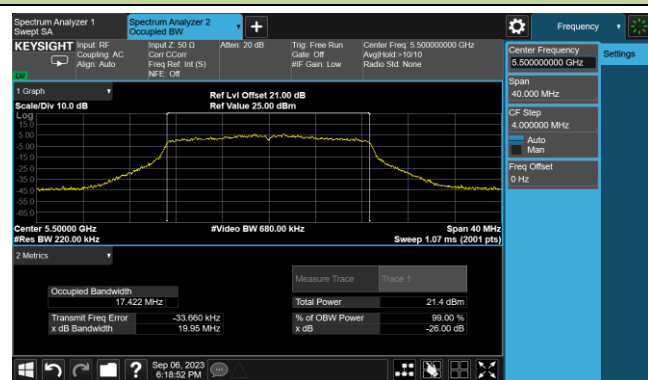 Spectrum Analyzer 1
Swept SA
Spectrum Analyzer 2
Occupied BW
Frequency
KEYSIGHT
LV
Input: RF
Coupling: AC
Align: Auto
Input Z: 50 Ω
Corr CCorr
Freq Ref: Int (S)
NFE: Off
Atten: 20 dB
Trig: Free Run
Gate: Off
#IF Gain: Low
Center Freq: 5.500000000 GHz
Avg|Hold:>10/10
Radio Std: None
Center Frequency
5.500000000 GHz
Settings
Span
40.000 MHz
CF Step
4.000000 MHz
Auto
Man
Freq Offset
0 Hz
1 Graph
Scale/Div 10.0 dB
Ref Lvl Offset 21.00 dB
Ref Value 25.00 dBm
Log
15.0
5.00
-5.00
-15.0
-25.0
-35.0
-45.0
-55.0
-65.0
Center 5.50000 GHz
#Res BW 220.00 kHz
#Video BW 680.00 kHz
Span 40 MHz
Sweep 1.07 ms (2001 pts)
2 Metrics
Measure Trace
Trace 1
Occupied Bandwidth
17.422 MHz
Total Power
21.4 dBm
Transmit Freq Error
-33.660 kHz
% of OBW Power
99.00 %
x dB Bandwidth
19.95 MHz
x dB
-26.00 dB
Sep 06, 2023
6:18:52 PM